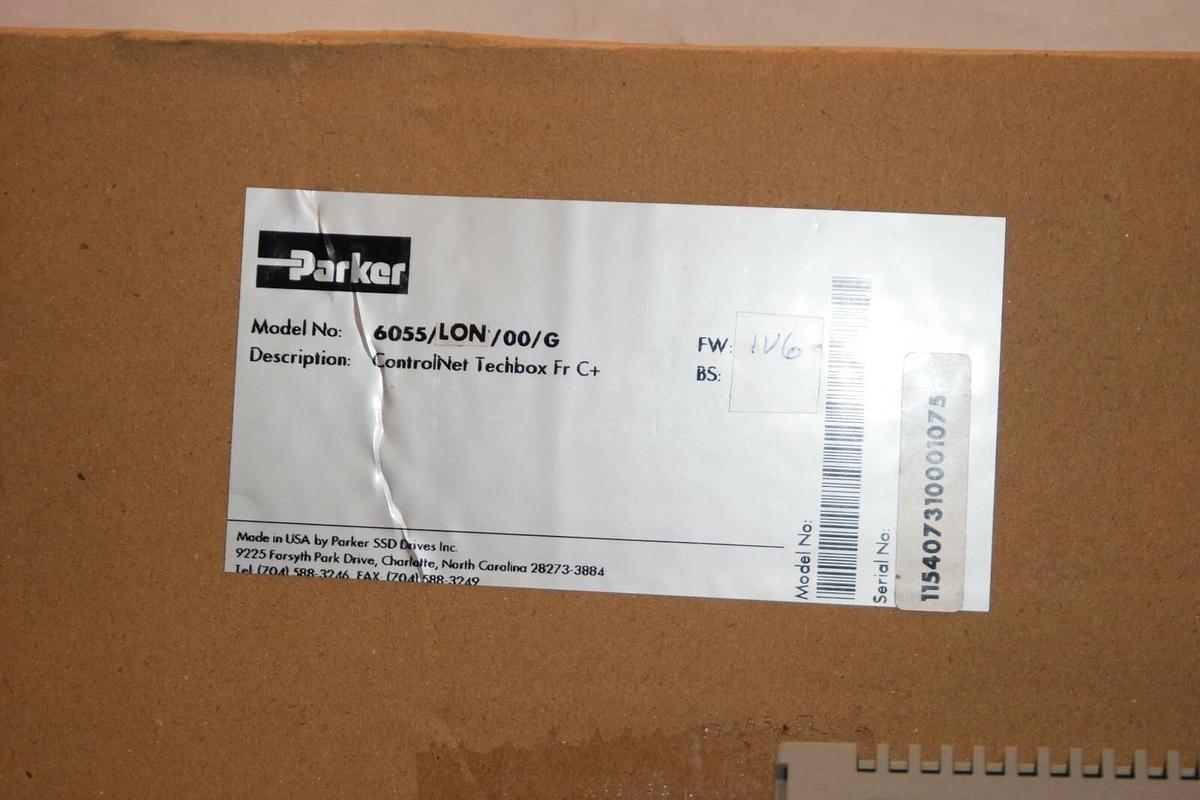 Parker
Model No: 6055/LON/00/G
Description: ControlNet Techbox Fr C+
FW: 1V6
BS:
Made in USA by Parker SSD Drives Inc.
9225 Forsyth Park Drive, Charlotte, North Carolina 28273-3884
Tel: (704) 588-3246 FAX: (704) 588-3249
Model No:
Serial No: 115407310001075